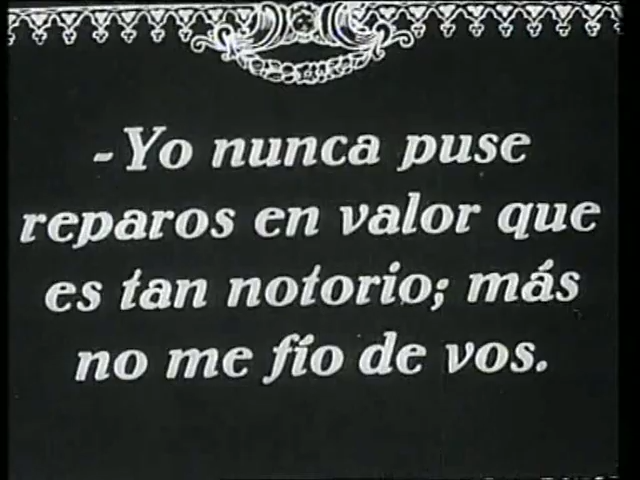 -Yo nunca puse
reparos en valor que
es tan notorio; más
no me fío de vos.